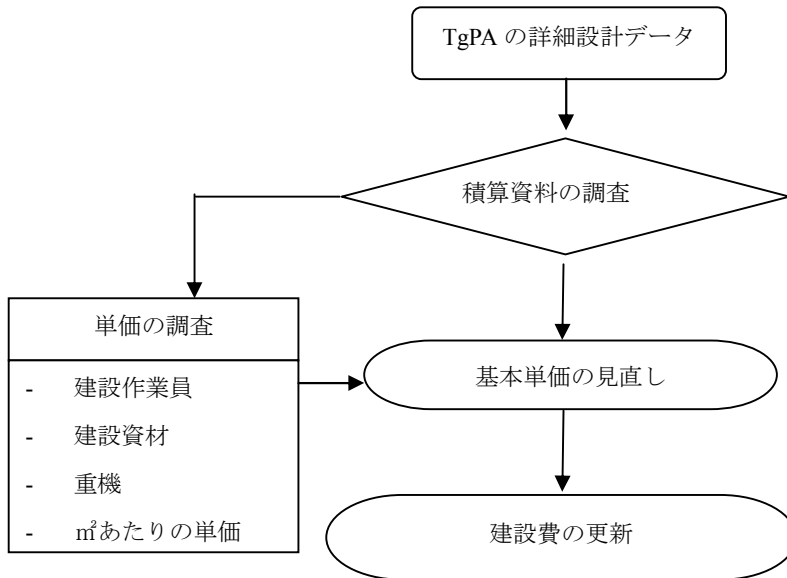 TgPA の詳細設計データ
積算資料の調査
単価の調査
- 建設作業員
- 建設資材
- 重機
- ㎡あたりの単価
基本単価の見直し
建設費の更新